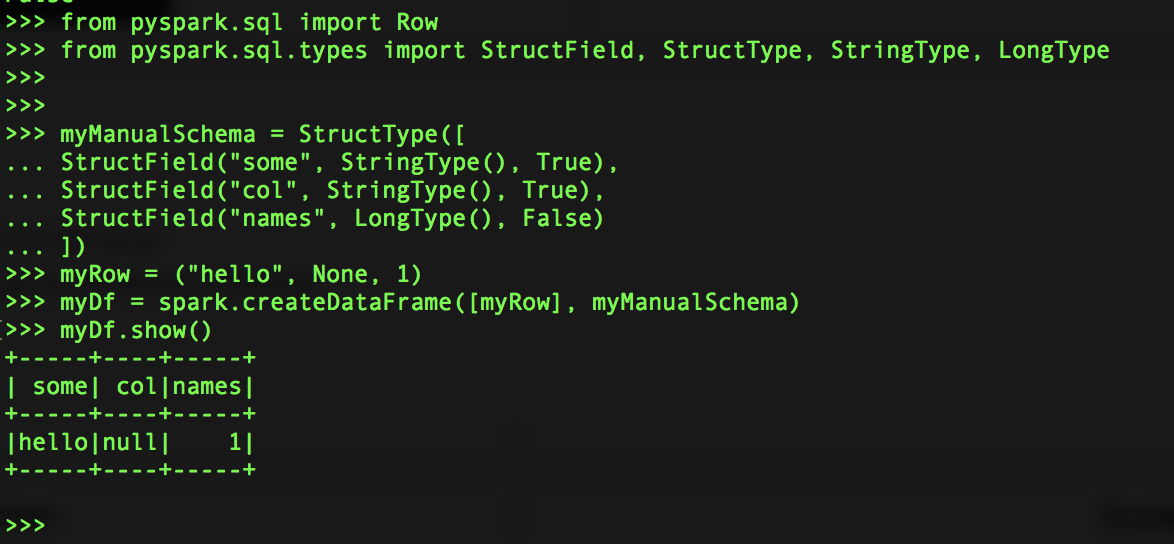 >>> from pyspark.sql import Row
>>> from pyspark.sql.types import StructField, StructType, StringType, LongType
>>>
>>>
>>> myManualSchema = StructType([
... StructField("some", StringType(), True),
... StructField("col", StringType(), True),
... StructField("names", LongType(), False)
... ])
>>> myRow = ("hello", None, 1)
>>> myDf = spark.createDataFrame([myRow], myManualSchema)
>>> myDf.show()
+-----+----+-----+
| some| col|names|
+-----+----+-----+
|hello|null|    1|
+-----+----+-----+

>>>